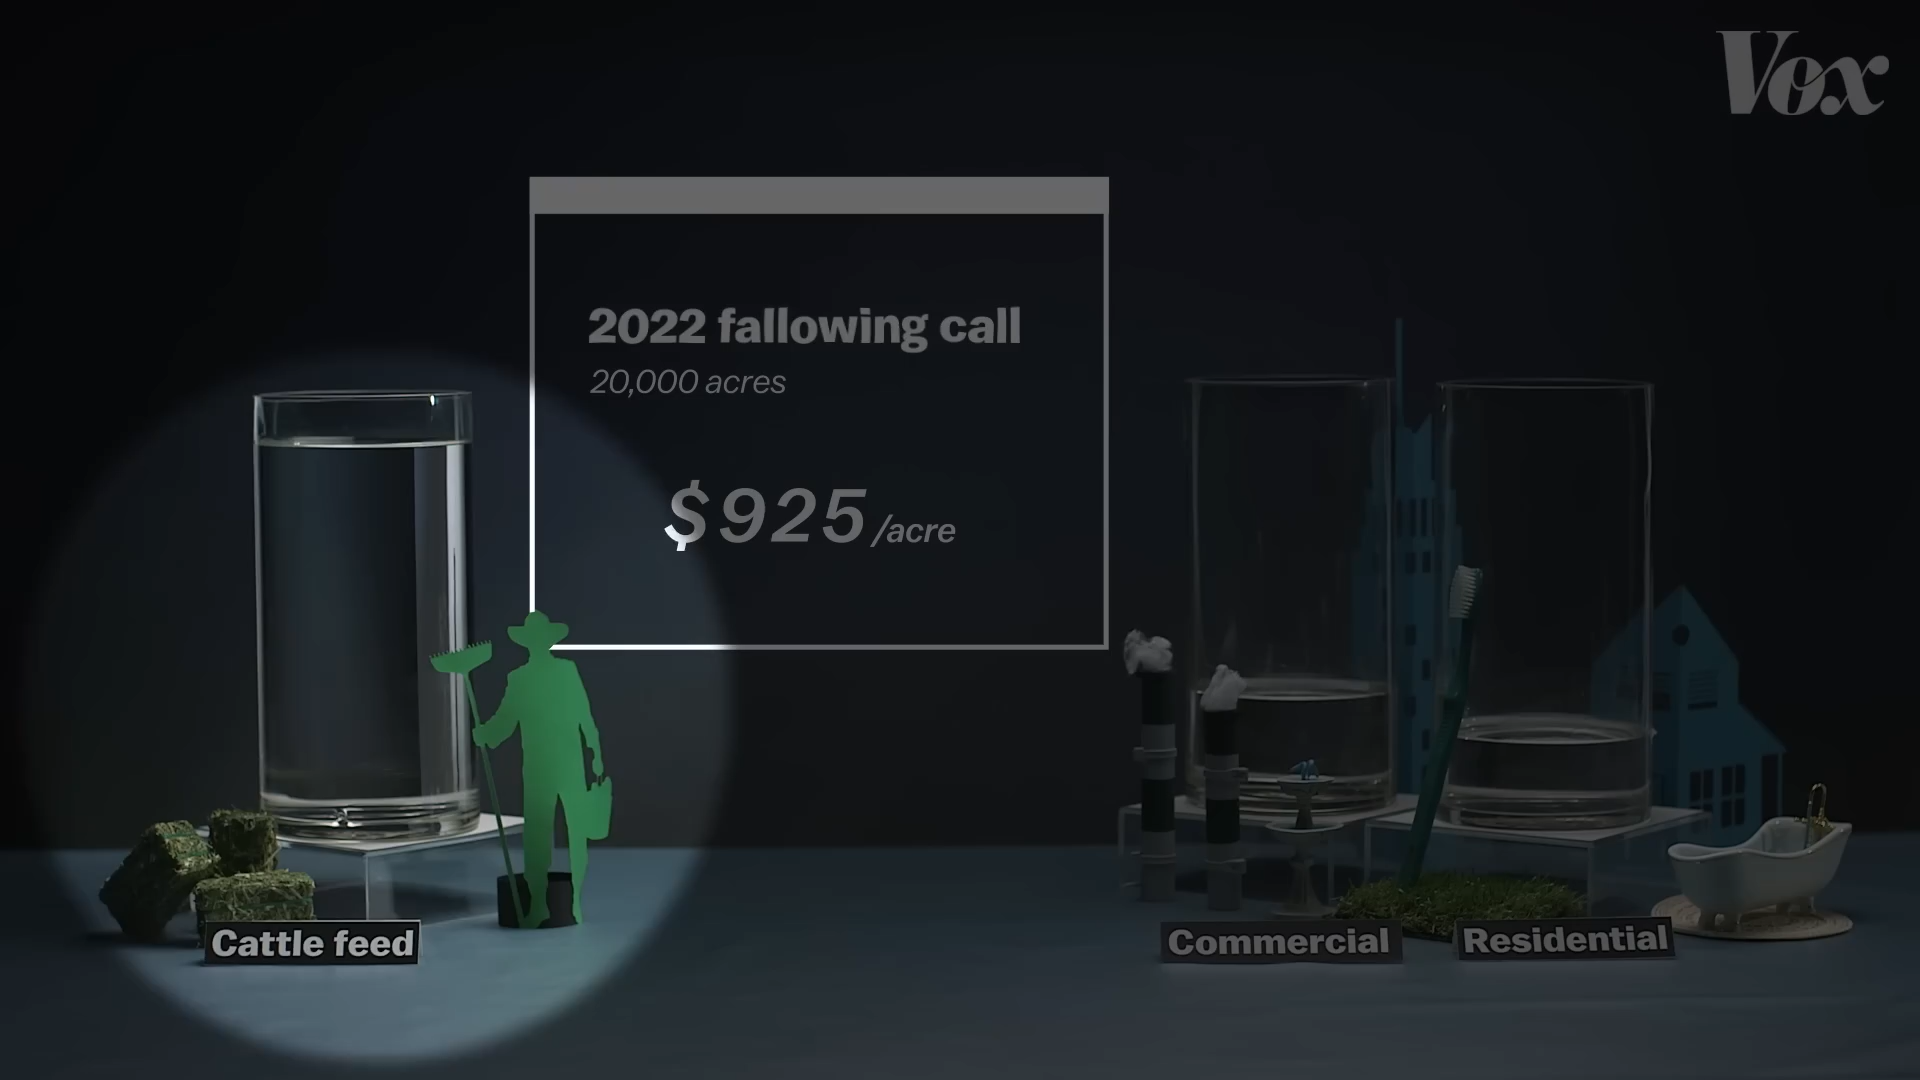 Vox
2022 fallowing call
20,000 acres
$925/acre
Cattle feed
Commercial
Residential